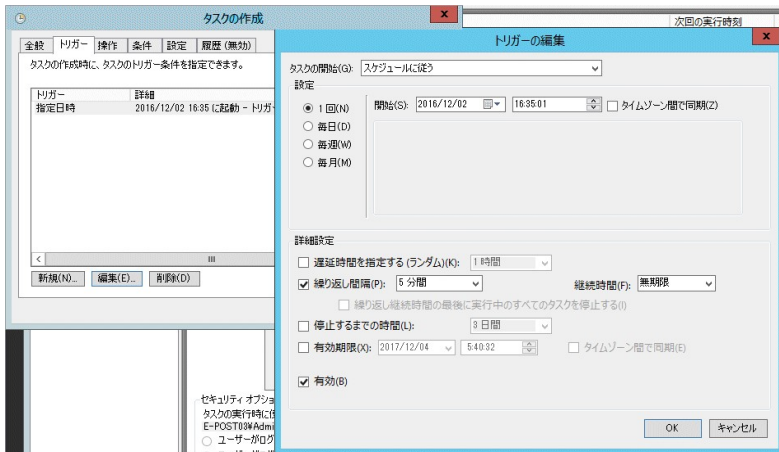 タスクの作成
x
次回の実行時刻
全般 トリガー 操作 条件 設定 履歴 (無効)
タスクの作成時に、タスクのトリガー条件を指定できます。
トリガー 詳細
指定日時 2016/12/02 16:35 に起動 - トリガ
新規(N)... 編集(E)... 削除(D)
セキュリティ オプショ
タスクの実行時に使
E-POST03¥Admi
ユーザーがログ
トリガーの編集
x
タスクの開始(G): スケジュールに従う
設定
1 回(N) 開始(S): 2016/12/02 16:35:01 タイムゾーン間で同期(Z)
毎日(D)
毎週(W)
毎月(M)
詳細設定
遅延時間を指定する (ランダム)(K): 1 時間
繰り返し間隔(P): 5 分間 継続時間(F): 無期限
繰り返し継続時間の最後に実行中のすべてのタスクを停止する(I)
停止するまでの時間(L): 3 日間
有効期限(X): 2017/12/04 5:40:32 タイムゾーン間で同期(E)
有効(B)
OK キャンセル